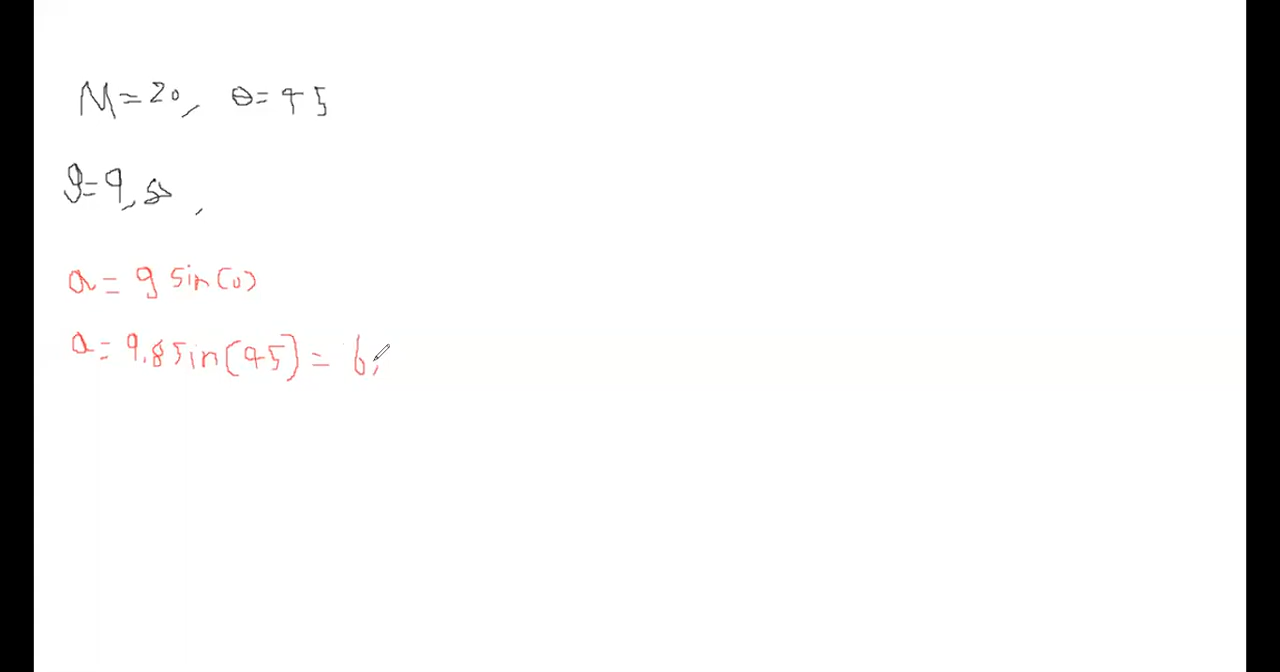 M=20, θ=45
g=9.8,
a= g sin(θ)
a= 9.8 sin(45) = 6,